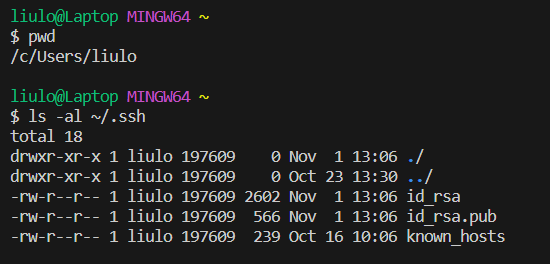 liulo@Laptop MINGW64 ~
$ pwd
/c/Users/liulo

liulo@Laptop MINGW64 ~
$ ls -al ~/.ssh
total 18
drwxr-xr-x 1 liulo 197609    0 Nov  1 13:06 ./
drwxr-xr-x 1 liulo 197609    0 Oct 23 13:30 ../
-rw-r--r-- 1 liulo 197609 2602 Nov  1 13:06 id_rsa
-rw-r--r-- 1 liulo 197609  566 Nov  1 13:06 id_rsa.pub
-rw-r--r-- 1 liulo 197609  239 Oct 16 10:06 known_hosts